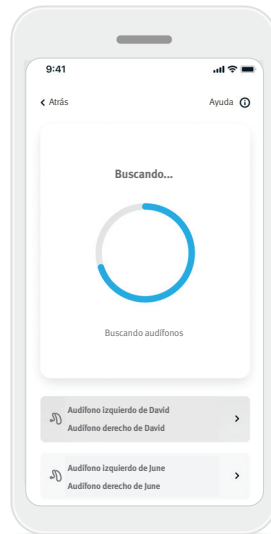 9:41
Atrás
Ayuda
Buscando...
Buscando audífonos
Audífono izquierdo de David
Audífono derecho de David
Audífono izquierdo de June
Audífono derecho de June